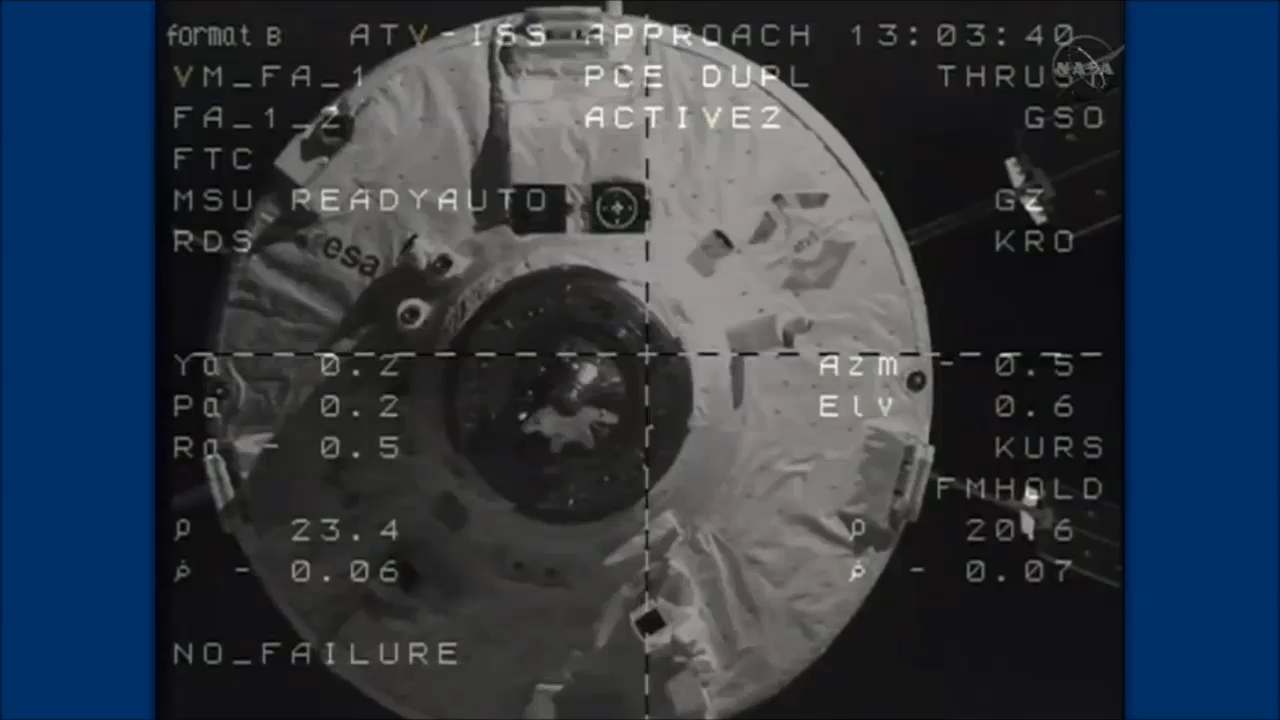 format B ATV-ISS APPROACH 13:03:40
VM_FA_1 PCE DUPL THRUS
NASA
FA_1_2 ACTIVE2 GSO
FTC
MSU READYAUTO GZ
RDS KRO
esa
Ya 0.2 Azm - 0.5
Pa 0.2 Elv 0.6
Ra - 0.5 KURS
FMHOLD
ρ 23.4 ρ 20.6
ρ̇ - 0.06 ρ̇ - 0.07
NO_FAILURE